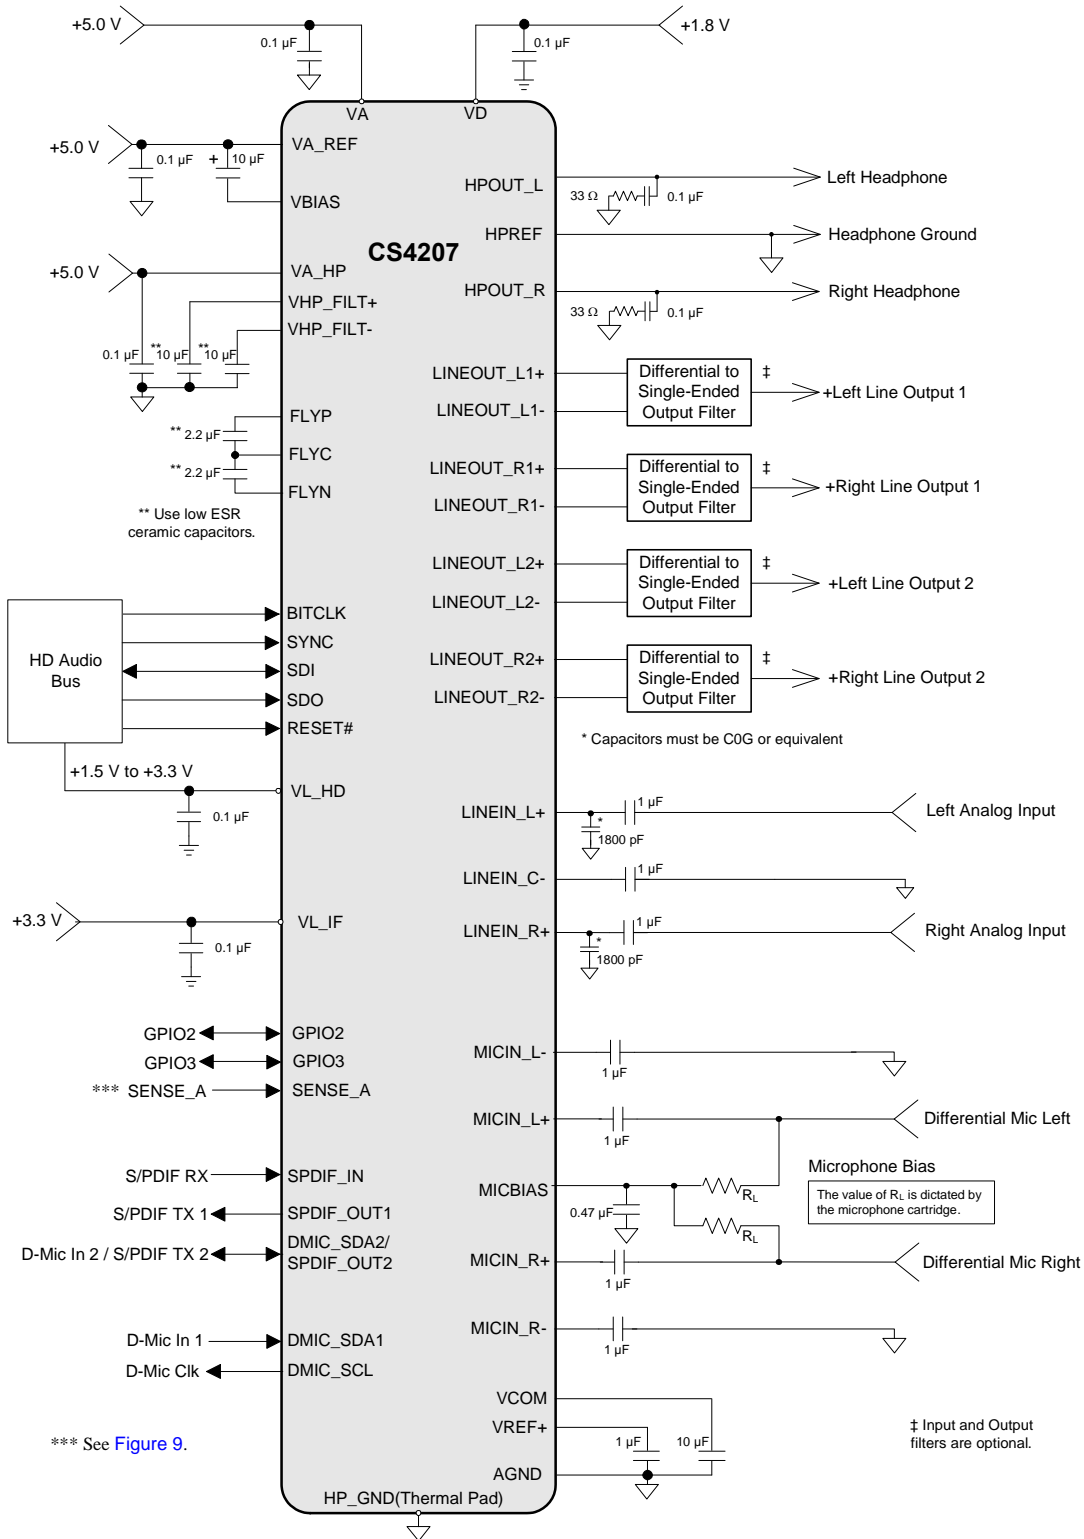 +5.0 V
0.1 µF
+1.8 V
0.1 µF
VA
VD
+5.0 V
0.1 µF
+
10 µF
VA_REF
VBIAS
CS4207
HPOUT_L
33 Ω
0.1 µF
Left Headphone
HPREF
Headphone Ground
HPOUT_R
33 Ω
0.1 µF
Right Headphone
+5.0 V
VA_HP
VHP_FILT+
VHP_FILT-
0.1 µF
**
10 µF
**
10 µF
FLYP
** 2.2 µF
FLYC
** 2.2 µF
FLYN
** Use low ESR
ceramic capacitors.
LINEOUT_L1+
LINEOUT_L1-
Differential to
Single-Ended
Output Filter
‡
+Left Line Output 1
LINEOUT_R1+
LINEOUT_R1-
Differential to
Single-Ended
Output Filter
‡
+Right Line Output 1
LINEOUT_L2+
LINEOUT_L2-
Differential to
Single-Ended
Output Filter
‡
+Left Line Output 2
LINEOUT_R2+
LINEOUT_R2-
Differential to
Single-Ended
Output Filter
‡
+Right Line Output 2
* Capacitors must be C0G or equivalent
HD Audio
Bus
BITCLK
SYNC
SDI
SDO
RESET#
+1.5 V to +3.3 V
VL_HD
0.1 µF
+3.3 V
VL_IF
0.1 µF
LINEIN_L+
1 µF
*
1800 pF
Left Analog Input
LINEIN_C-
1 µF
LINEIN_R+
1 µF
*
1800 pF
Right Analog Input
GPIO2
GPIO2
GPIO3
GPIO3
*** SENSE_A
SENSE_A
MICIN_L-
1 µF
MICIN_L+
1 µF
Differential Mic Left
S/PDIF RX
SPDIF_IN
S/PDIF TX 1
SPDIF_OUT1
D-Mic In 2 / S/PDIF TX 2
DMIC_SDA2/
SPDIF_OUT2
MICBIAS
0.47 µF
RL
RL
Microphone Bias
The value of RL is dictated by
the microphone cartridge.
MICIN_R+
1 µF
Differential Mic Right
D-Mic In 1
DMIC_SDA1
D-Mic Clk
DMIC_SCL
MICIN_R-
1 µF
VCOM
VREF+
1 µF
10 µF
AGND
HP_GND(Thermal Pad)
*** See Figure 9.
‡ Input and Output
filters are optional.